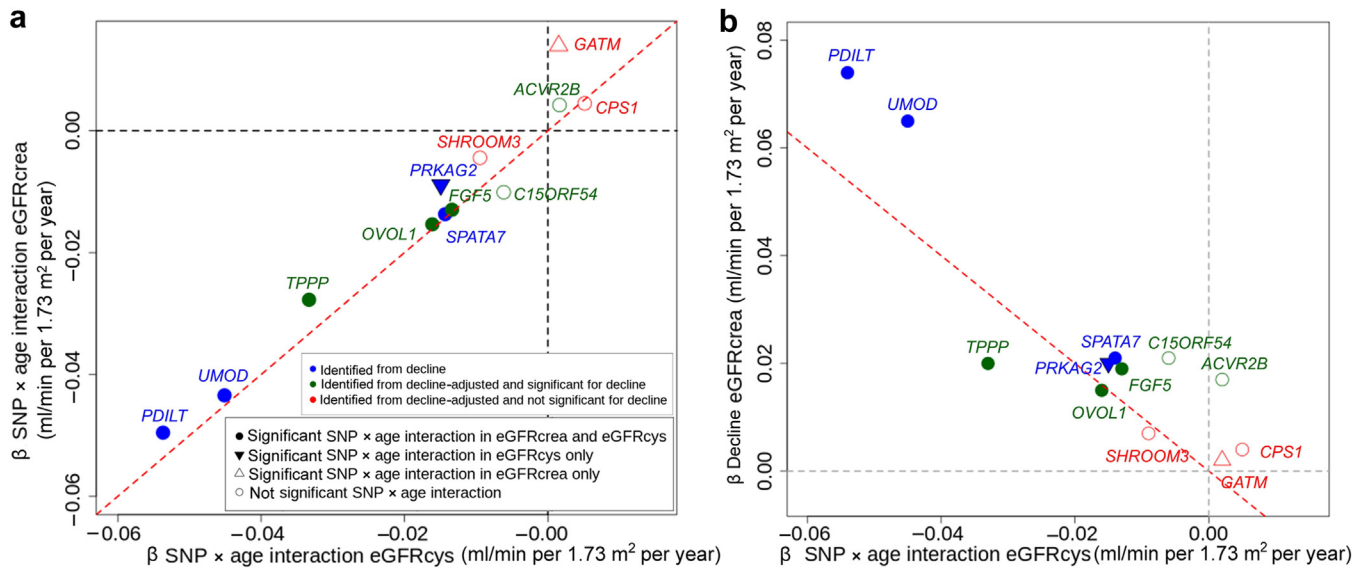 a
β SNP × age interaction eGFRcrea
(ml/min per 1.73 m² per year)
0.00
−0.02
−0.04
−0.06
GATM
ACVR2B
CPS1
SHROOM3
PRKAG2
FGF5
C15ORF54
OVOL1
SPATA7
TPPP
UMOD
PDILT
Identified from decline
Identified from decline-adjusted and significant for decline
Identified from decline-adjusted and not significant for decline
Significant SNP × age interaction in eGFRcrea and eGFRcys
Significant SNP × age interaction in eGFRcys only
Significant SNP × age interaction in eGFRcrea only
Not significant SNP × age interaction
−0.06 −0.04 −0.02 −0.00
β SNP × age interaction eGFRcys (ml/min per 1.73 m² per year)
b
β Decline eGFRcrea (ml/min per 1.73 m² per year)
0.08
0.06
0.04
0.02
0.00
PDILT
UMOD
TPPP
SPATA7
C15ORF54
PRKAG2
ACVR2B
FGF5
OVOL1
SHROOM3
CPS1
GATM
−0.06 −0.04 −0.02 0.00
β SNP × age interaction eGFRcys (ml/min per 1.73 m² per year)